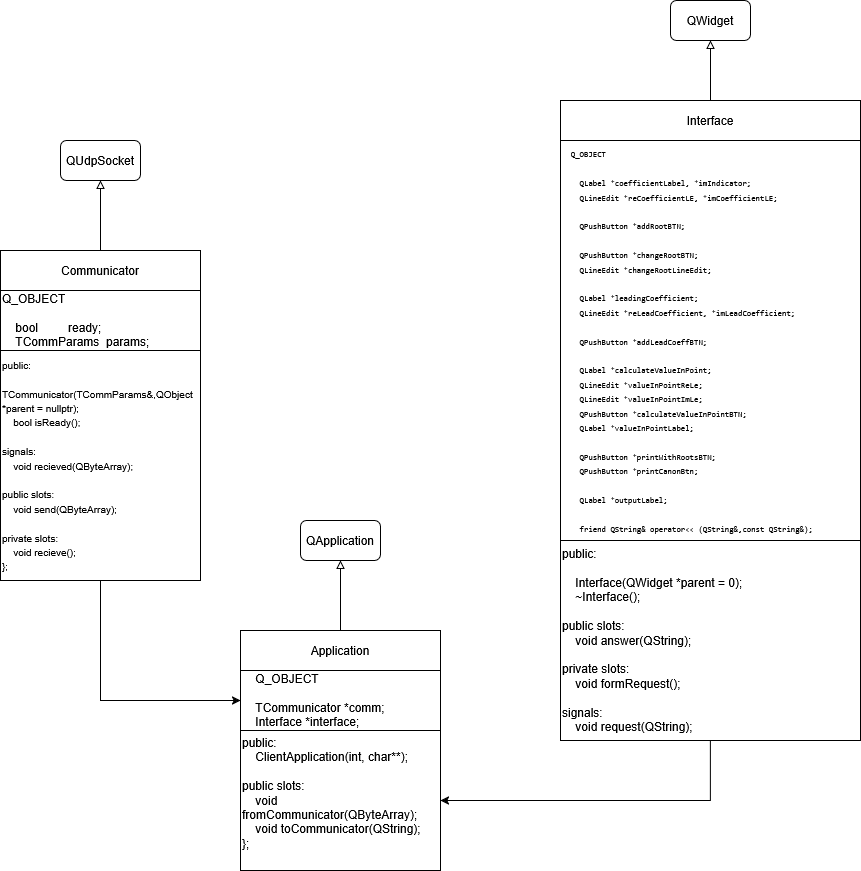 QWidget
Interface
Q_OBJECT
QLabel *coefficientLabel, *imIndicator;
QLineEdit *reCoefficientLE, *imCoefficientLE;
QPushButton *addRootBTN;
QPushButton *changeRootBTN;
QLineEdit *changeRootLineEdit;
QLabel *leadingCoefficient;
QLineEdit *reLeadCoefficient, *imLeadCoefficient;
QPushButton *addLeadCoeffBTN;
QLabel *calculateValueInPoint;
QLineEdit *valueInPointReLe;
QLineEdit *valueInPointImLe;
QPushButton *calculateValueInPointBTN;
QLabel *valueInPointLabel;
QPushButton *printWithRootsBTN;
QPushButton *printCanonBtn;
QLabel *outputLabel;
friend QString& operator<< (QString&,const QString&);
public:
Interface(QWidget *parent = 0);
~Interface();
public slots:
void answer(QString);
private slots:
void formRequest();
signals:
void request(QString);
QUdpSocket
Communicator
Q_OBJECT
bool ready;
TCommParams params;
public:
TCommunicator(TCommParams&,QObject
*parent = nullptr);
bool isReady();
signals:
void recieved(QByteArray);
public slots:
void send(QByteArray);
private slots:
void recieve();
};
QApplication
Application
Q_OBJECT
TCommunicator *comm;
Interface *interface;
public:
ClientApplication(int, char**);
public slots:
void
fromCommunicator(QByteArray);
void toCommunicator(QString);
};